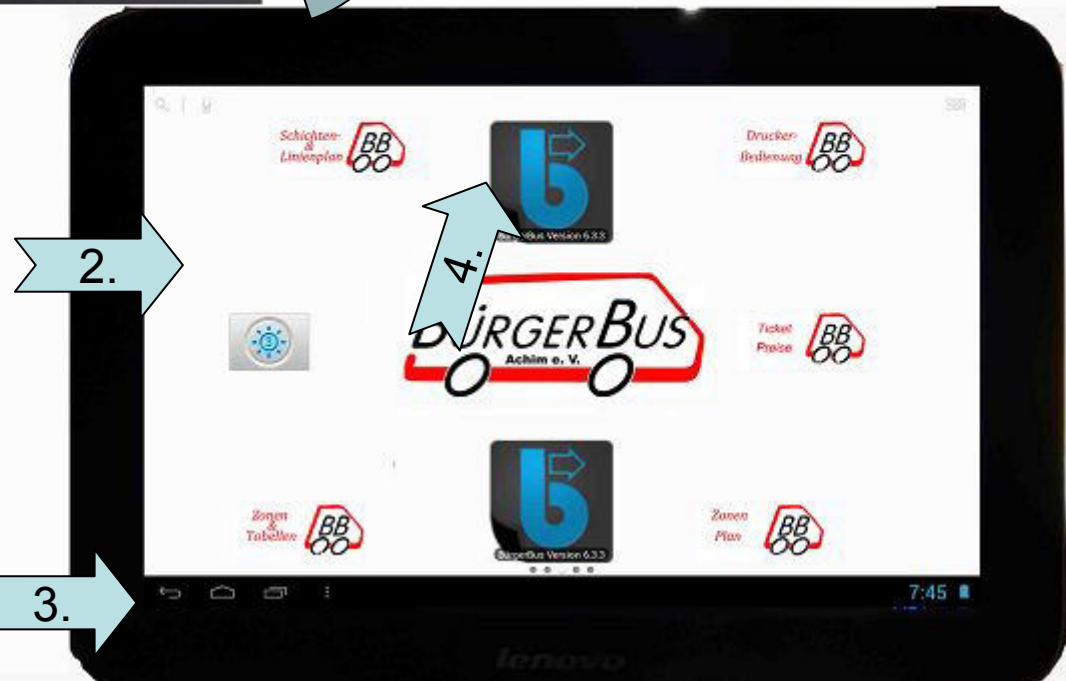 Schichten-
&
Linienplan
BB
BürgerBus Version 6.3.3
Drucker-
Bedienung
BB
2.
4.
BÜRGERBUS
Achim e. V.
Ticket
Preise
BB
Zonen
&
Tabellen
BB
BürgerBus Version 6.3.3
Zonen
Plan
BB
3.
7:45
lenovo